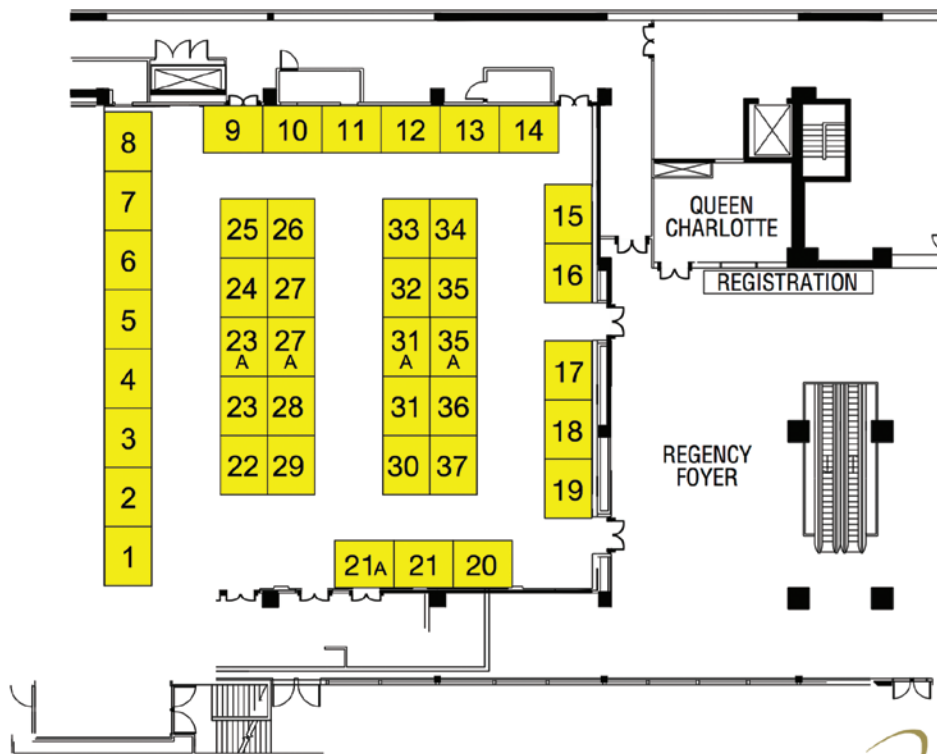 9 10 11 12 13 14
8
7
6
5
4
3
2
1
25 26
24 27
23 A 27 A
23 28
22 29
33 34
32 35
31 A 35 A
31 36
30 37
15
16
17
18
19
21A 21 20
QUEEN
CHARLOTTE
REGISTRATION
REGENCY
FOYER